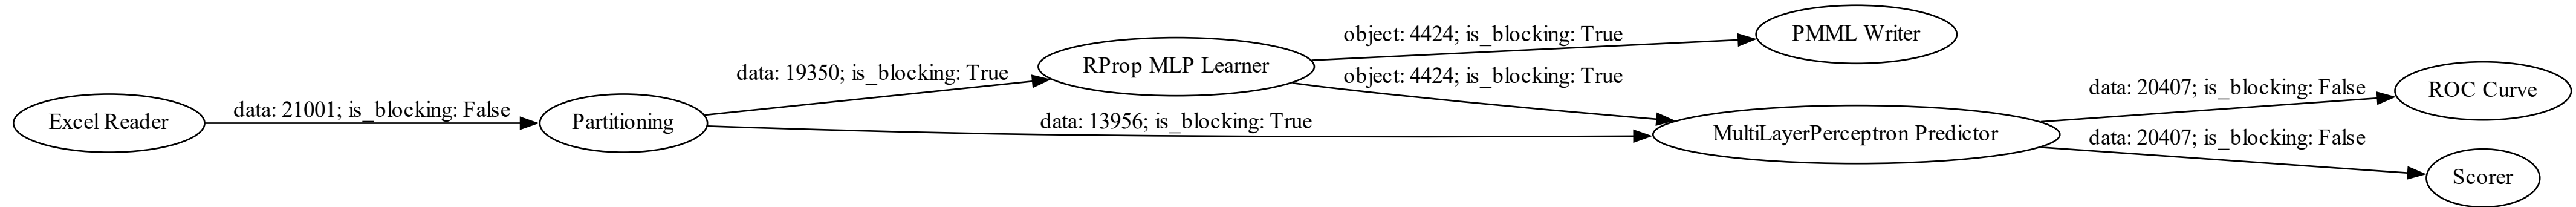 Excel Reader
data: 21001; is_blocking: False
Partitioning
data: 19350; is_blocking: True
data: 13956; is_blocking: True
RProp MLP Learner
object: 4424; is_blocking: True
object: 4424; is_blocking: True
PMML Writer
MultiLayerPerceptron Predictor
data: 20407; is_blocking: False
data: 20407; is_blocking: False
ROC Curve
Scorer